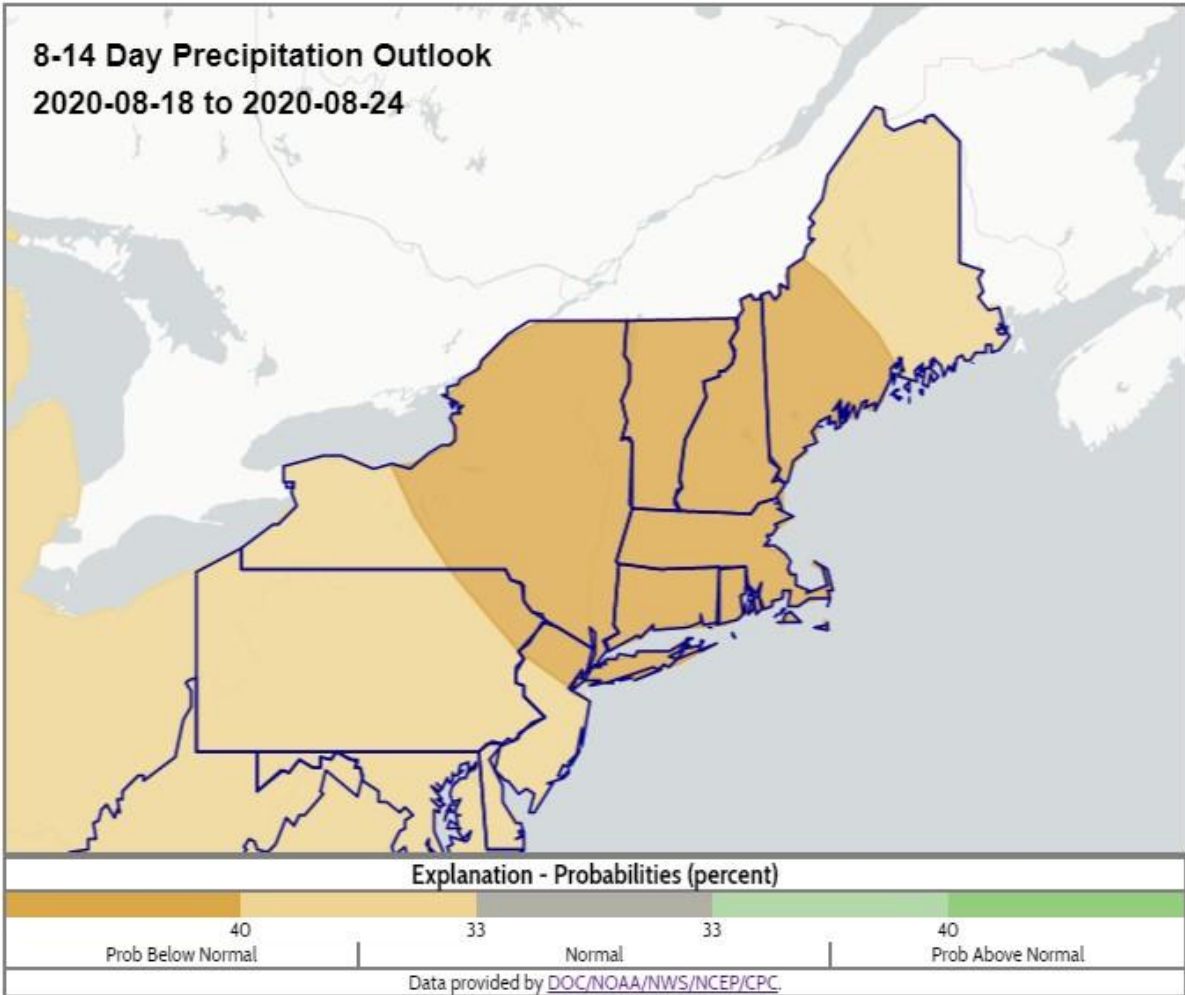 8-14 Day Precipitation Outlook
2020-08-18 to 2020-08-24
Explanation - Probabilities (percent)
40 33 33 40
Prob Below Normal Normal Prob Above Normal
Data provided by DOC/NOAA/NWS/NCEP/CPC.